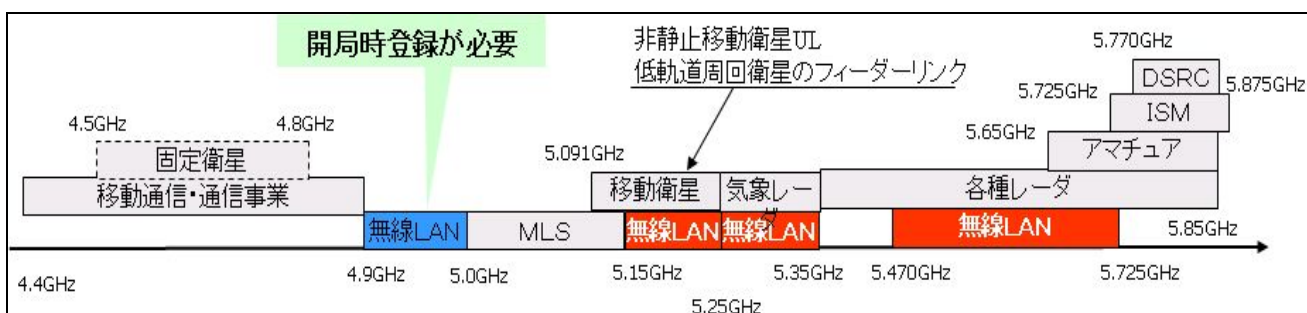 開局時登録が必要
非静止移動衛星UL
低軌道周回衛星のフィーダーリンク
5.770GHz
DSRC
5.875GHz
5.725GHz
ISM
4.5GHz
4.8GHz
5.65GHz
アマチュア
固定衛星
5.091GHz
移動通信・通信事業
移動衛星
気象レーダ
各種レーダ
無線LAN
MLS
無線LAN
無線LAN
無線LAN
5.85GHz
4.4GHz
4.9GHz
5.0GHz
5.15GHz
5.25GHz
5.35GHz
5.470GHz
5.725GHz